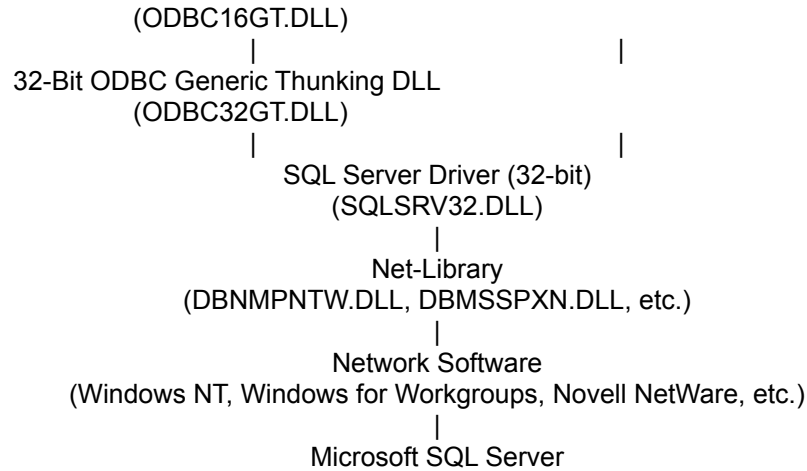 (ODBC16GT.DLL)
| |
32-Bit ODBC Generic Thunking DLL
(ODBC32GT.DLL)
| |
SQL Server Driver (32-bit)
(SQLSRV32.DLL)
|
Net-Library
(DBNMPNTW.DLL, DBMSSPXN.DLL, etc.)
|
Network Software
(Windows NT, Windows for Workgroups, Novell NetWare, etc.)
|
Microsoft SQL Server